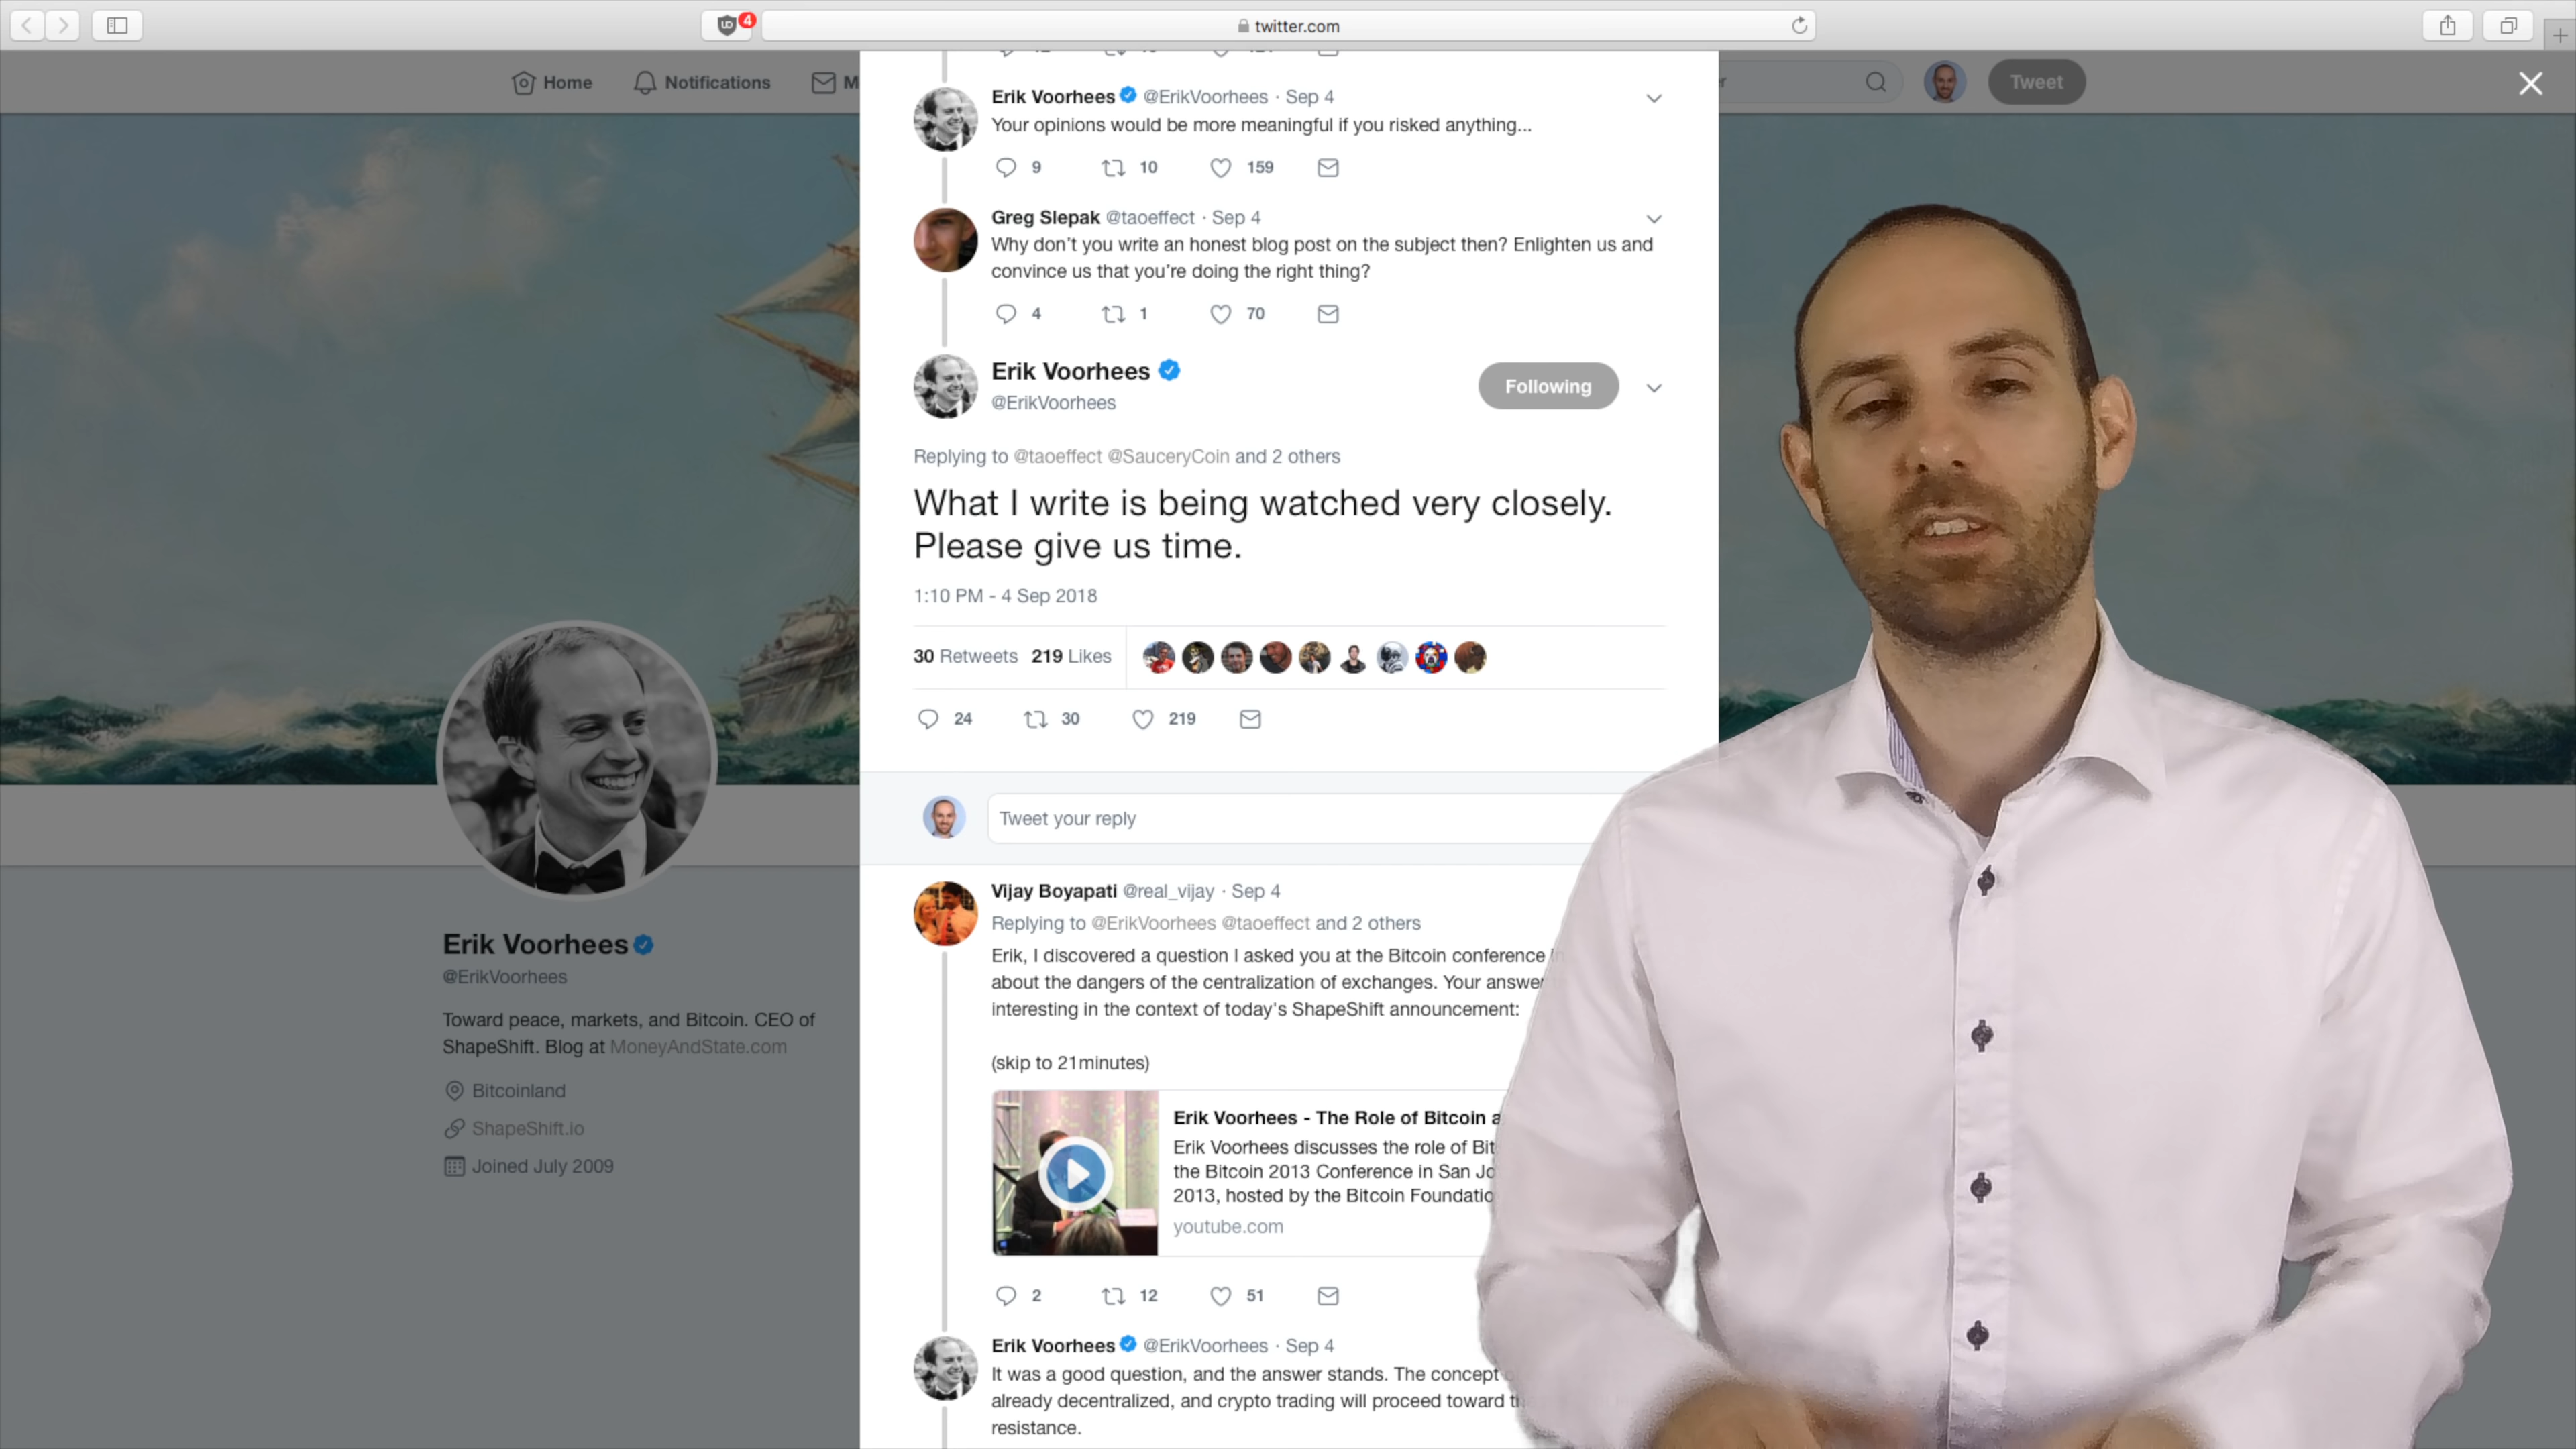 4
twitter.com
Home
Notifications
M
Tweet
Erik Voorhees @ErikVoorhees · Sep 4
Your opinions would be more meaningful if you risked anything...
9 10 159
Greg Slepak @taoeffect · Sep 4
Why don't you write an honest blog post on the subject then? Enlighten us and
convince us that you're doing the right thing?
4 1 70
Erik Voorhees
@ErikVoorhees
Following
Replying to @taoeffect @SauceryCoin and 2 others
What I write is being watched very closely.
Please give us time.
1:10 PM - 4 Sep 2018
30 Retweets 219 Likes
24 30 219
Tweet your reply
Vijay Boyapati @real_vijay · Sep 4
Replying to @ErikVoorhees @taoeffect and 2 others
Erik, I discovered a question I asked you at the Bitcoin conference
about the dangers of the centralization of exchanges. Your answer
interesting in the context of today's ShapeShift announcement:
(skip to 21minutes)
Erik Voorhees - The Role of Bitcoin a
Erik Voorhees discusses the role of Bit
the Bitcoin 2013 Conference in San Jo
2013, hosted by the Bitcoin Foundatio
youtube.com
2 12 51
Erik Voorhees @ErikVoorhees · Sep 4
It was a good question, and the answer stands. The concept
already decentralized, and crypto trading will proceed toward
resistance.
Erik Voorhees
@ErikVoorhees
Toward peace, markets, and Bitcoin. CEO of
ShapeShift. Blog at MoneyAndState.com
Bitcoinland
ShapeShift.io
Joined July 2009